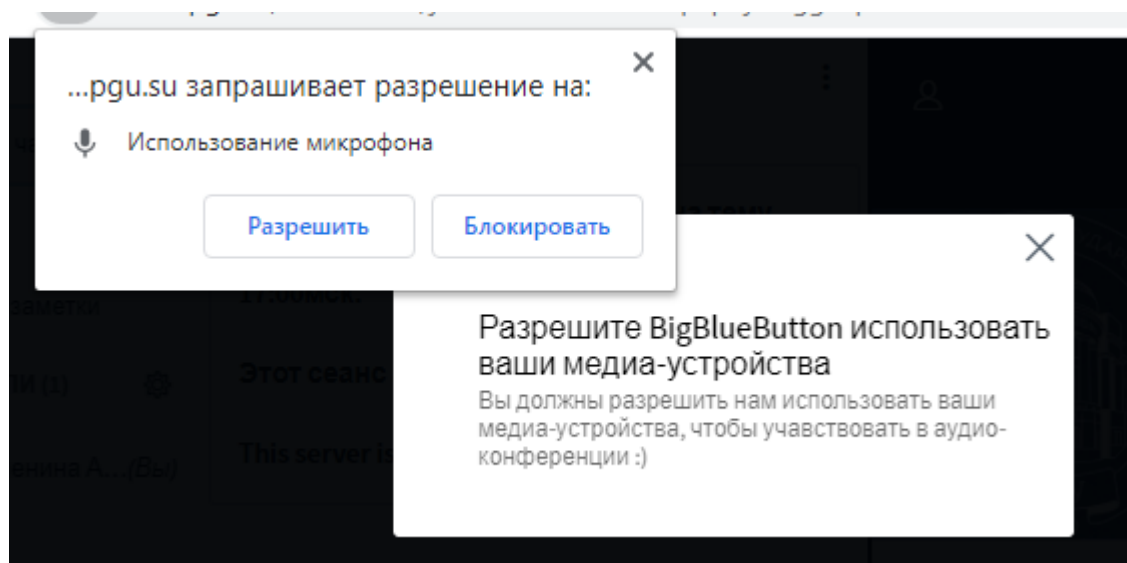 ...pgu.su запрашивает разрешение на:
Использование микрофона
Разрешить
Блокировать
Разрешите BigBlueButton использовать
ваши медиа-устройства
Вы должны разрешить нам использовать ваши
медиа-устройства, чтобы учавствовать в аудио-
конференции :)
заметки
17:00мск.
Этот сеанс
(1)
This server is
енина А...(Вы)